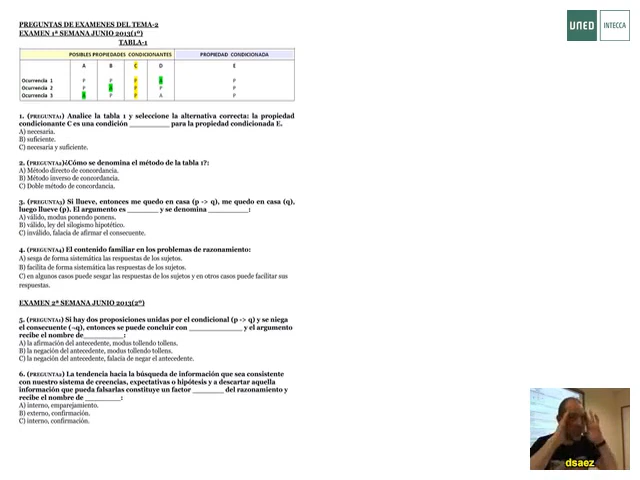 PREGUNTAS DE EXAMENES DEL TEMA-2
EXAMEN 1ª SEMANA JUNIO 2013(1º)
TABLA-1
POSIBLES PROPIEDADES CONDICIONANTES PROPIEDAD CONDICIONADA
A B C D E
Ocurrencia 1 P P P A P
Ocurrencia 2 P A P P P
Ocurrencia 3 A P P A P
1. (PREGUNTA1) Analice la tabla 1 y seleccione la alternativa correcta: la propiedad
condicionante C es una condición _________ para la propiedad condicionada E.
A) necesaria.
B) suficiente.
C) necesaria y suficiente.
2. (PREGUNTA2)¿Cómo se denomina el método de la tabla 1?:
A) Método directo de concordancia.
B) Método inverso de concordancia.
C) Doble método de concordancia.
3. (PREGUNTA3) Si llueve, entonces me quedo en casa (p -> q), me quedo en casa (q),
luego llueve (p). El argumento es _______ y se denomina _________:
A) válido, modus ponendo ponens.
B) válido, ley del silogismo hipotético.
C) inválido, falacia de afirmar el consecuente.
4. (PREGUNTA4) El contenido familiar en los problemas de razonamiento:
A) sesga de forma sistemática las respuestas de los sujetos.
B) facilita de forma sistemática las respuestas de los sujetos.
C) en algunos casos puede sesgar las respuestas de los sujetos y en otros casos puede facilitar sus
respuestas.
EXAMEN 2ª SEMANA JUNIO 2013(2º)
5. (PREGUNTA1) Si hay dos proposiciones unidas por el condicional (p -> q) y se niega
el consecuente (¬q), entonces se puede concluir con ____________ y el argumento
recibe el nombre de_________:
A) la afirmación del antecedente, modus tollendo tollens.
B) la negación del antecedente, modus tollendo tollens.
C) la negación del antecedente, falacia de negar el antecedente.
6. (PREGUNTA2) La tendencia hacia la búsqueda de información que sea consistente
con nuestro sistema de creencias, expectativas o hipótesis y a descartar aquella
información que pueda falsarlas constituye un factor _______ del razonamiento y
recibe el nombre de ________:
A) interno, emparejamiento.
B) externo, confirmación.
C) interno, confirmación.
UNED INTECCA
dsaez